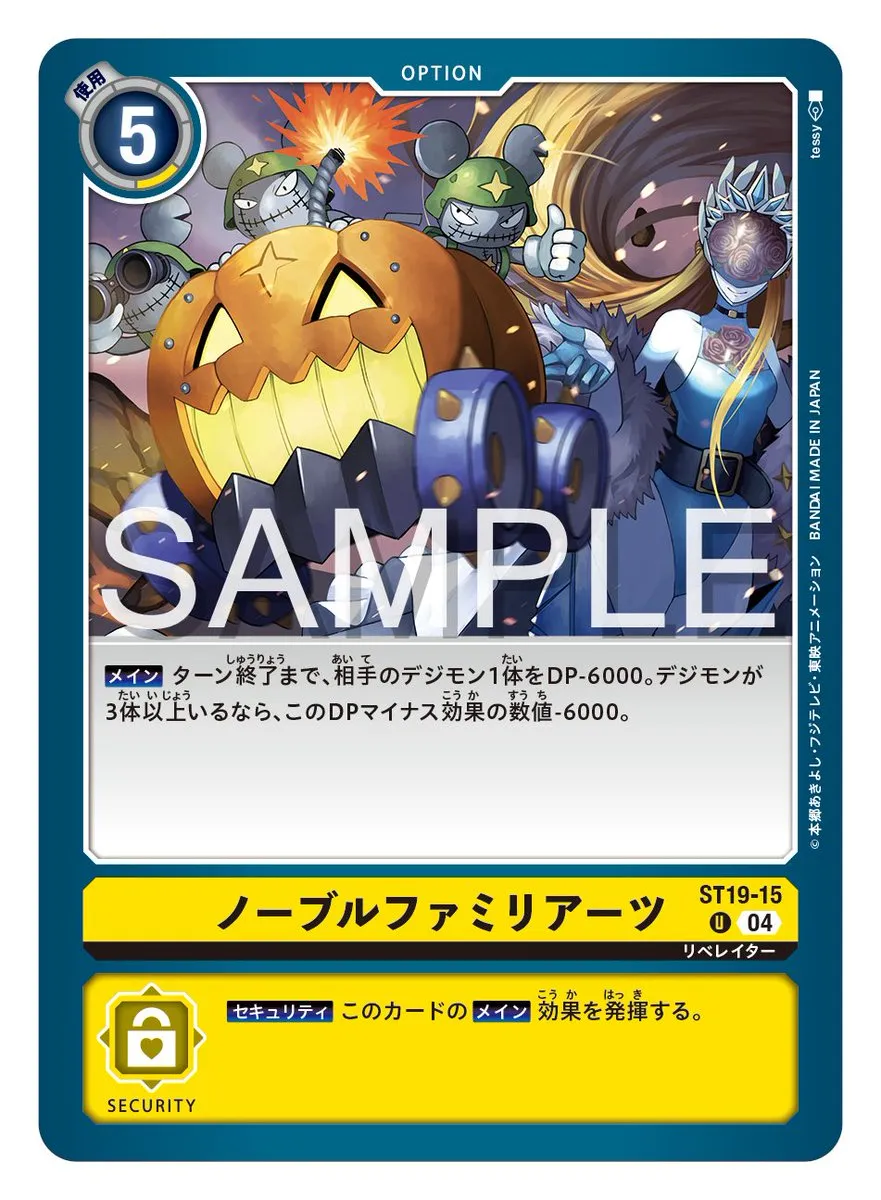 OPTION
使用
5
tessy
SAMPLE
BANDAI MADE IN JAPAN
©本郷あきよし・フジテレビ・東映アニメーション
メイン ターン終了まで、相手のデジモン1体をDP-6000。デジモンが
3体以上いるなら、このDPマイナス効果の数値-6000。
ノーブルファミリアーツ
ST19-15
U 04
リベレイター
セキュリティ このカードの メイン 効果を発揮する。
SECURITY